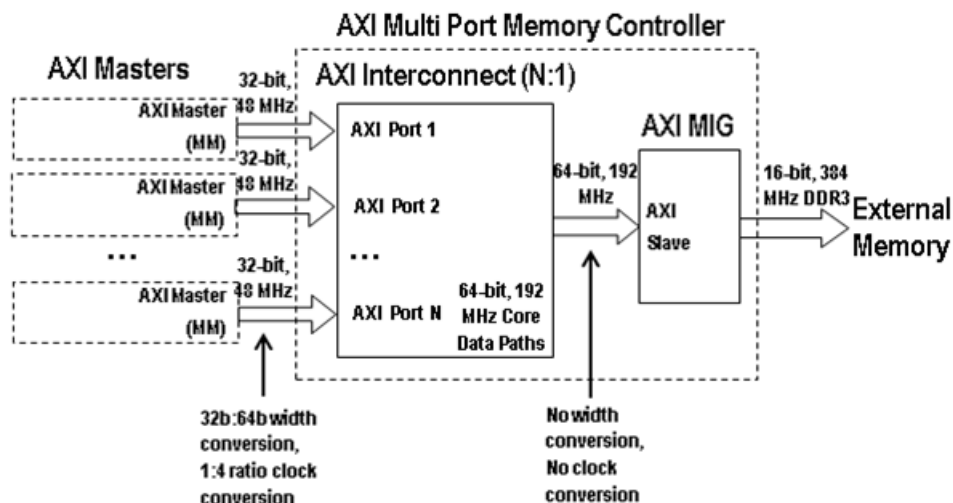 AXI Multi Port Memory Controller
AXI Masters
AXI Interconnect (N:1)
32-bit,
48 MHz
AXI Master
(MM)
AXI Port 1
32-bit,
48 MHz
AXI Master
(MM)
AXI Port 2
...
...
32-bit,
48 MHz
AXI Master
(MM)
AXI Port N
64-bit, 192
MHz Core
Data Paths
64-bit, 192
MHz
AXI MIG
AXI
Slave
16-bit, 384
MHz DDR3
External
Memory
32b:64b width
conversion,
1:4 ratio clock
conversion
No width
conversion,
No clock
conversion